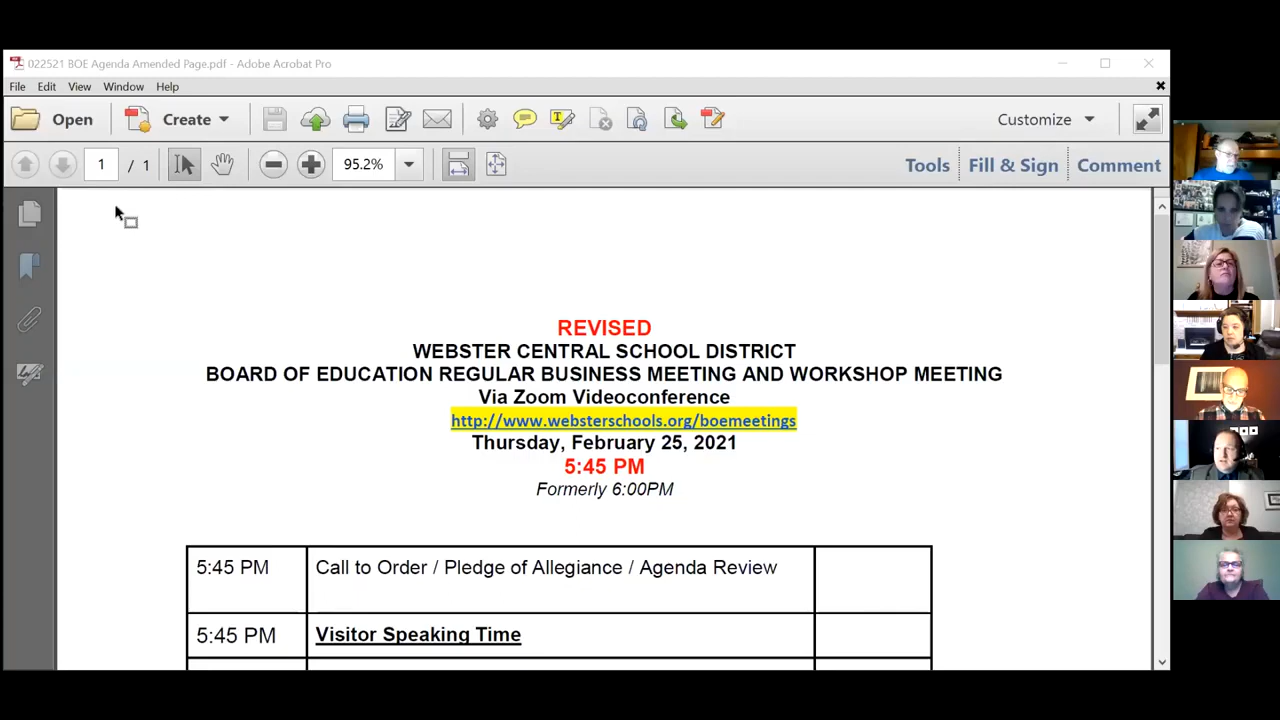 022521 BOE Agenda Amended Page.pdf - Adobe Acrobat Pro
File Edit View Window Help
Open Create Customize
1 / 1 95.2% Tools Fill & Sign Comment
REVISED
WEBSTER CENTRAL SCHOOL DISTRICT
BOARD OF EDUCATION REGULAR BUSINESS MEETING AND WORKSHOP MEETING
Via Zoom Videoconference
http://www.websterschools.org/boemeetings
Thursday, February 25, 2021
5:45 PM
Formerly 6:00PM
5:45 PM Call to Order / Pledge of Allegiance / Agenda Review
5:45 PM Visitor Speaking Time